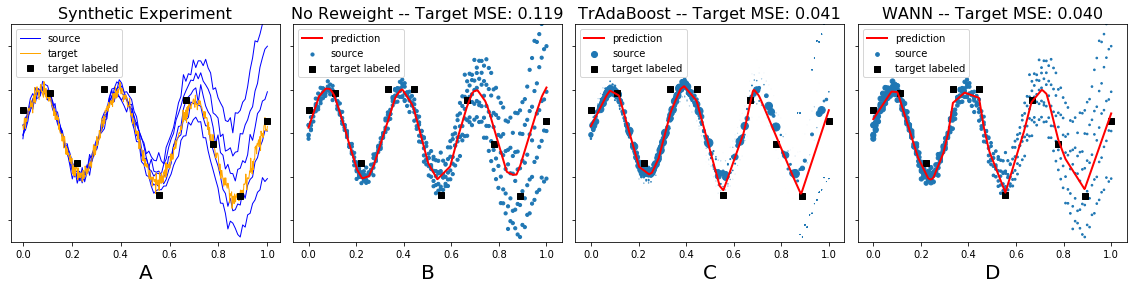 Synthetic Experiment
source
target
target labeled
0.0 0.2 0.4 0.6 0.8 1.0
A
No Reweight -- Target MSE: 0.119
prediction
source
target labeled
0.0 0.2 0.4 0.6 0.8 1.0
B
TrAdaBoost -- Target MSE: 0.041
prediction
source
target labeled
0.0 0.2 0.4 0.6 0.8 1.0
C
WANN -- Target MSE: 0.040
prediction
source
target labeled
0.0 0.2 0.4 0.6 0.8 1.0
D